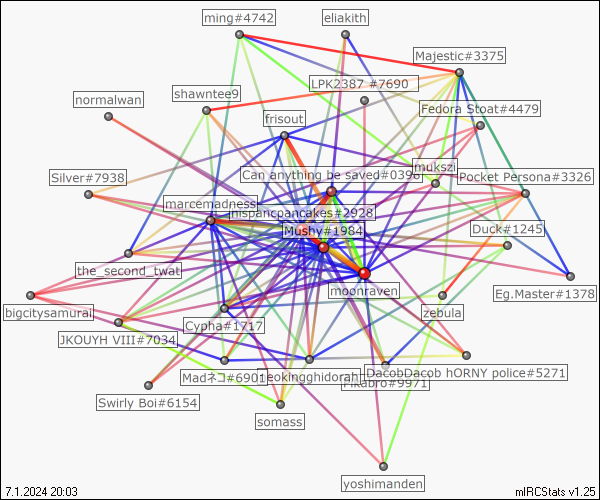 ming#4742
eliakith
Majestic#3375
LPK2387 #7690
shawntee9
normalwan
Fedora Stoat#4479
frisout
mukszi
Can anything be saved#0396
Pocket Persona#3326
Silver#7938
marcemadness
mispancpancakes#2928
Mushy#1984
Duck#1245
the_second_twat
moonraven
Eg.Master#1378
bigcitysamurai
zebula
Cypha#1717
JKOUYH VIII#7034
Madネコ#6901
leokingghidorah
DacobDacob hORNY police#5271
Pikabro#9971
Swirly Boi#6154
somass
yoshimanden
7.1.2024 20:03
mIRCStats v1.25